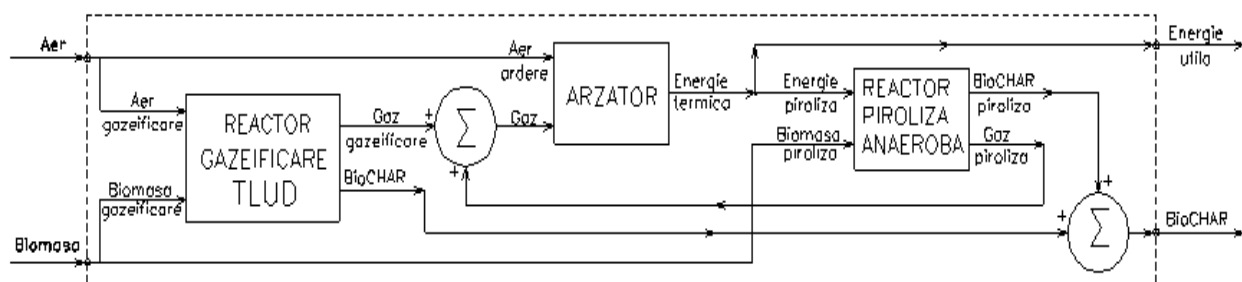 Aer
Aer
ardere
ARZATOR
Energie
termica
Energie
utila
Aer
gazeificare
REACTOR
GAZEIFICARE
TLUD
Gaz
gazeificare
+
Σ
+
Gaz
Energie
piroliza
Biomasa
piroliza
REACTOR
PIROLIZA
ANAEROBA
BioCHAR
piroliza
Gaz
piroliza
Biomasa
gazeificare
BioCHAR
+
+
Σ
BioCHAR
Biomasa